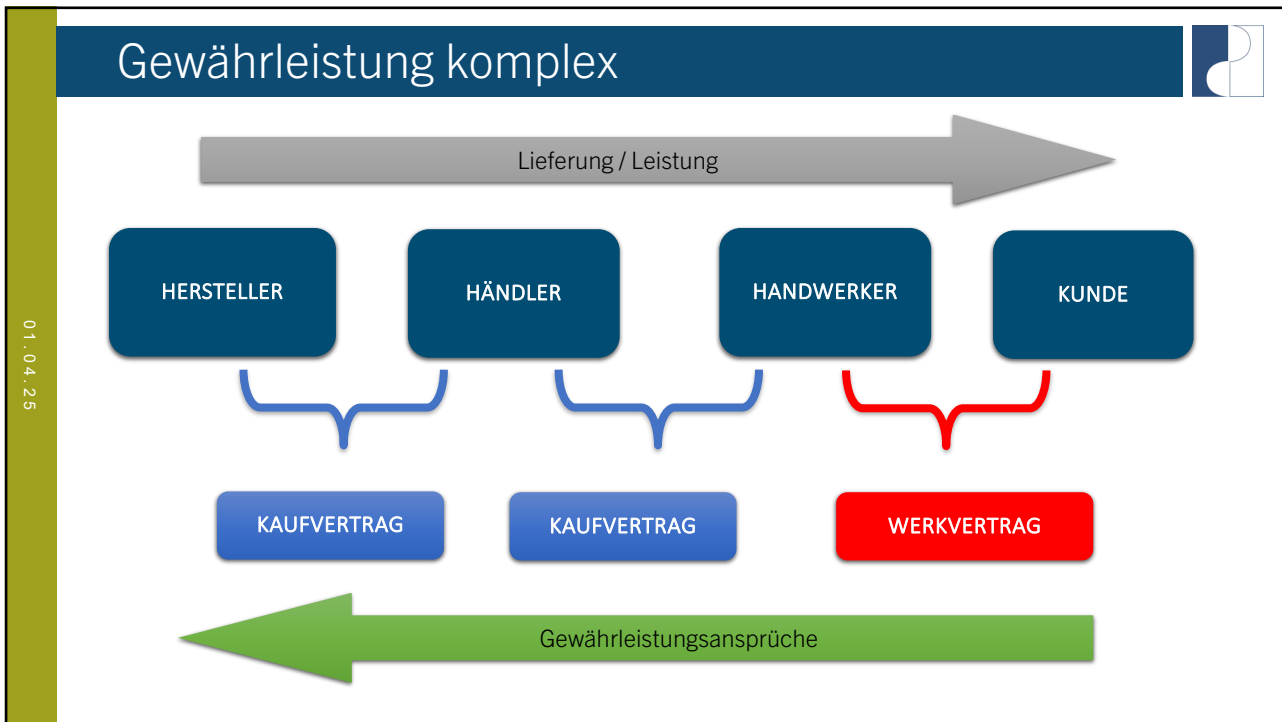 Gewährleistung komplex
Lieferung / Leistung
HERSTELLER
HÄNDLER
HANDWERKER
KUNDE
01.04.25
KAUFVERTRAG
KAUFVERTRAG
WERKVERTRAG
Gewährleistungsansprüche